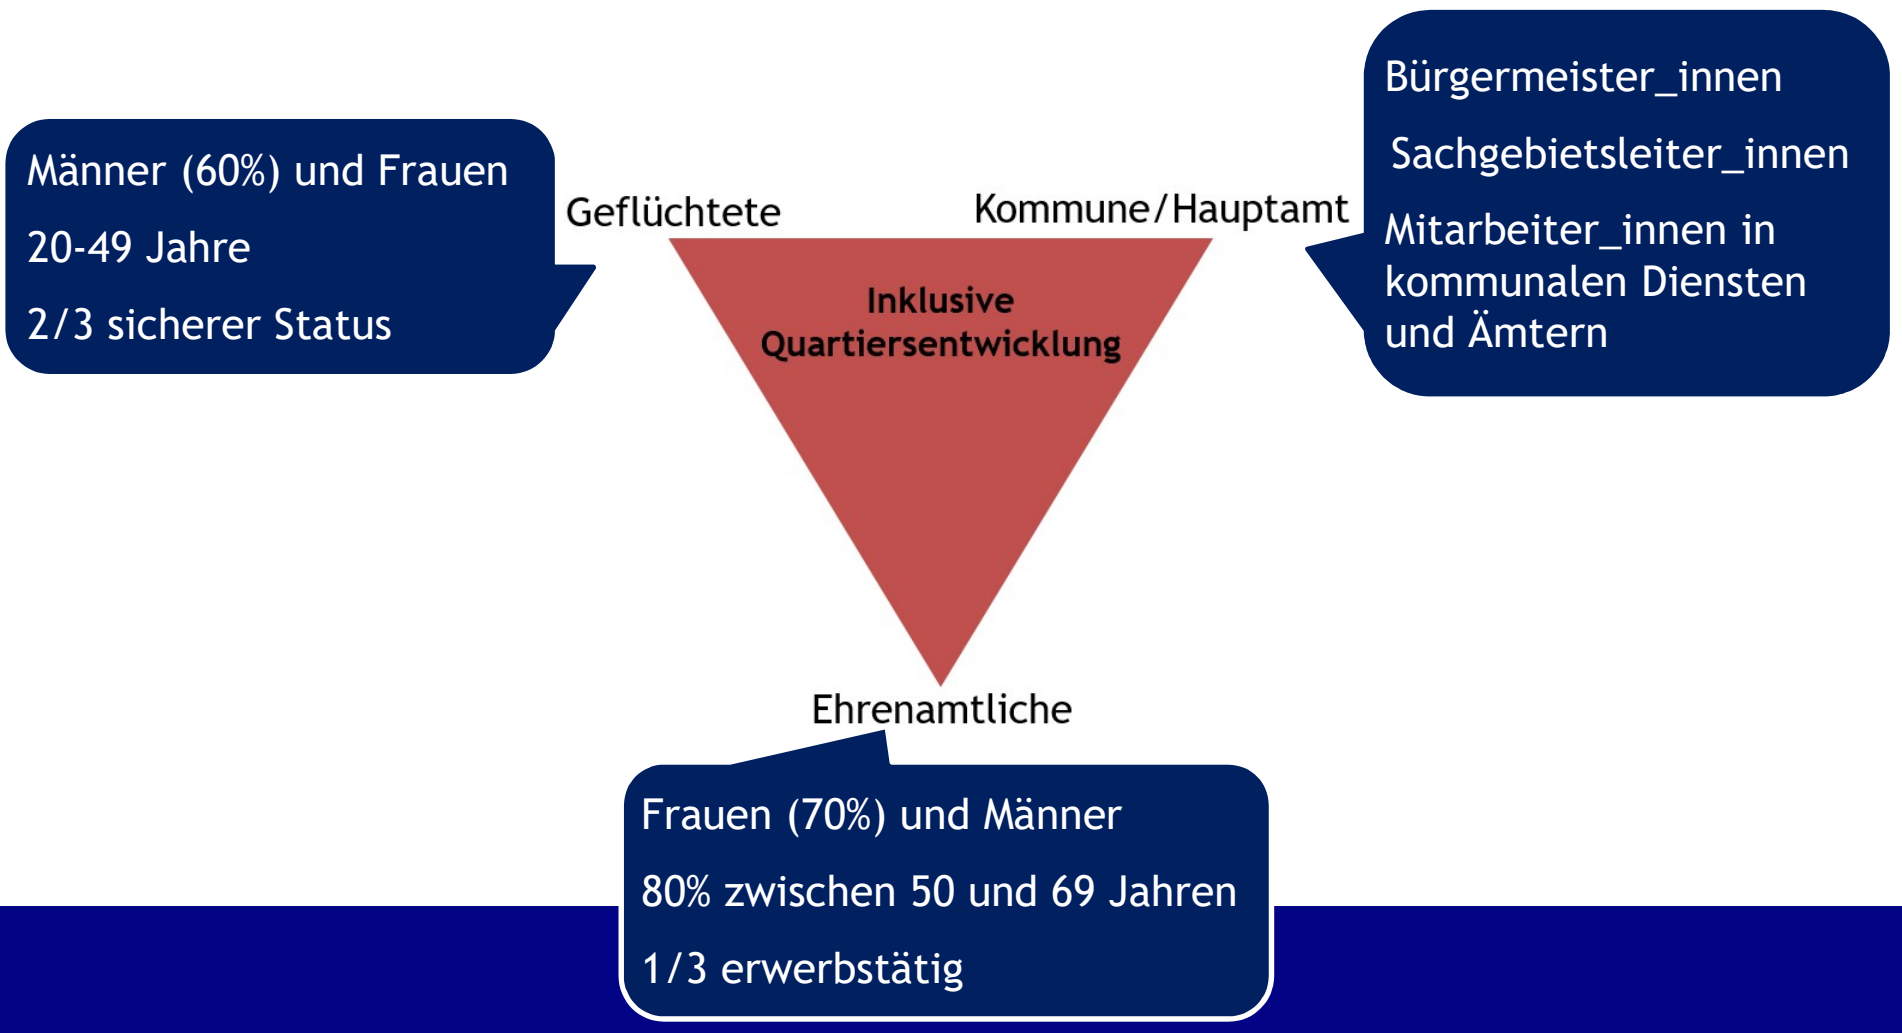 Männer (60%) und Frauen
20-49 Jahre
2/3 sicherer Status
Geflüchtete
Kommune/Hauptamt
Bürgermeister_innen
Sachgebietsleiter_innen
Mitarbeiter_innen in
kommunalen Diensten
und Ämtern
Inklusive
Quartiersentwicklung
Ehrenamtliche
Frauen (70%) und Männer
80% zwischen 50 und 69 Jahren
1/3 erwerbstätig